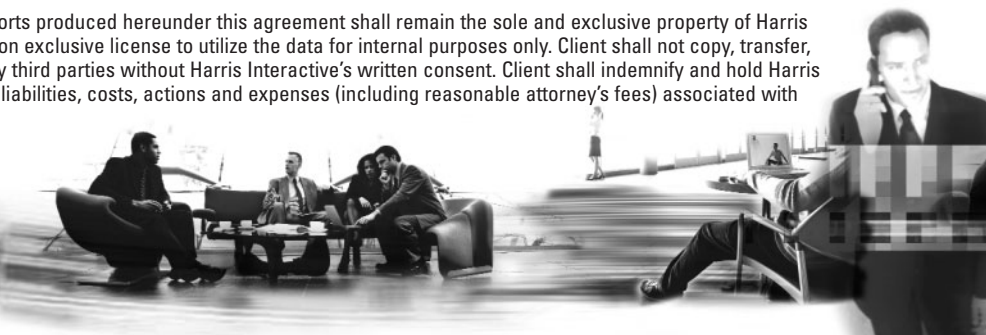 orts produced hereunder this agreement shall remain the sole and exclusive property of Harris
on exclusive license to utilize the data for internal purposes only. Client shall not copy, transfer,
y third parties without Harris Interactive’s written consent. Client shall indemnify and hold Harris
liabilities, costs, actions and expenses (including reasonable attorney’s fees) associated with